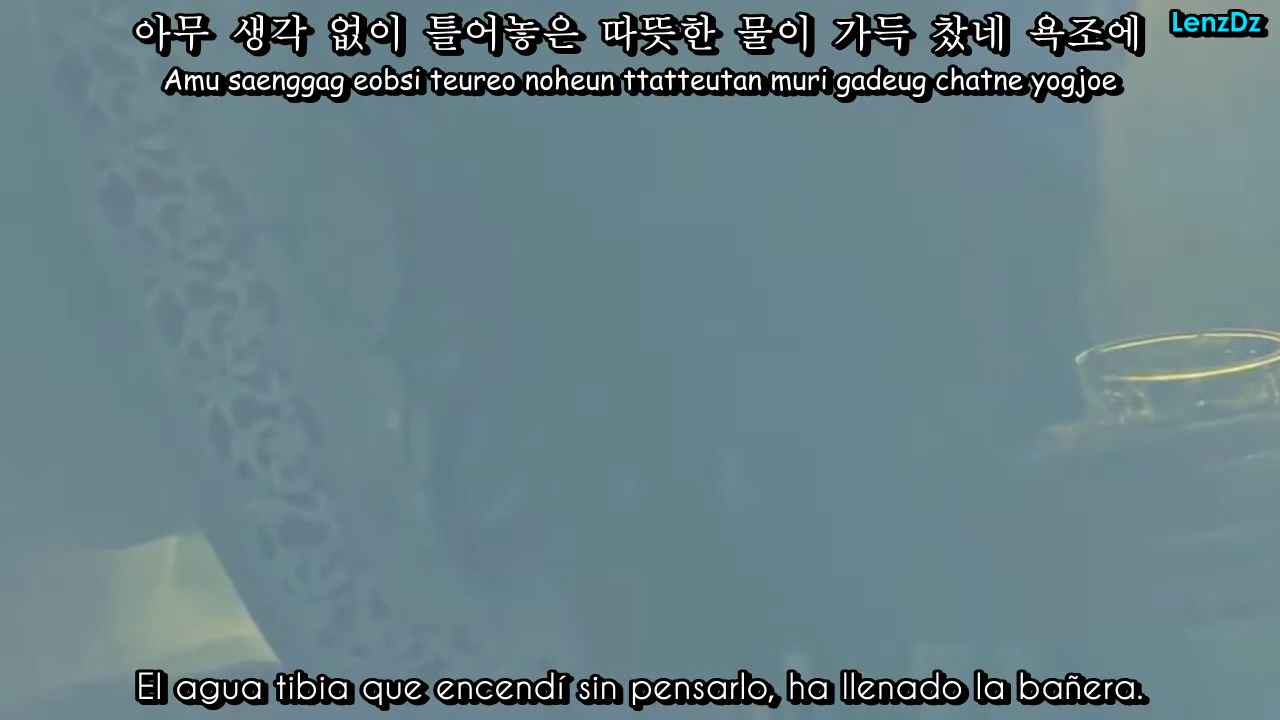 아무 생각 없이 틀어놓은 따뜻한 물이 가득 찼네 욕조에
LenzDz
Amu saenggag eobsi teureo noheun ttatteutan muri gadeug chatne yogjoe
El agua tibia que encendí sin pensarlo, ha llenado la bañera.